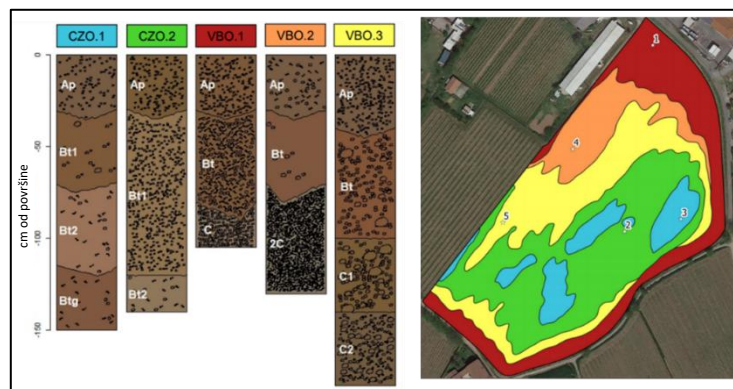 CZO.1 CZO.2 VBO.1 VBO.2 VBO.3
cm od površine
0
-50
-100
-150
Ap
Bt1
Bt2
Btg
Ap
Bt1
Bt2
Ap
Bt
C
Ap
Bt
2C
Ap
Bt
C1
C2
1
4
3
2
5